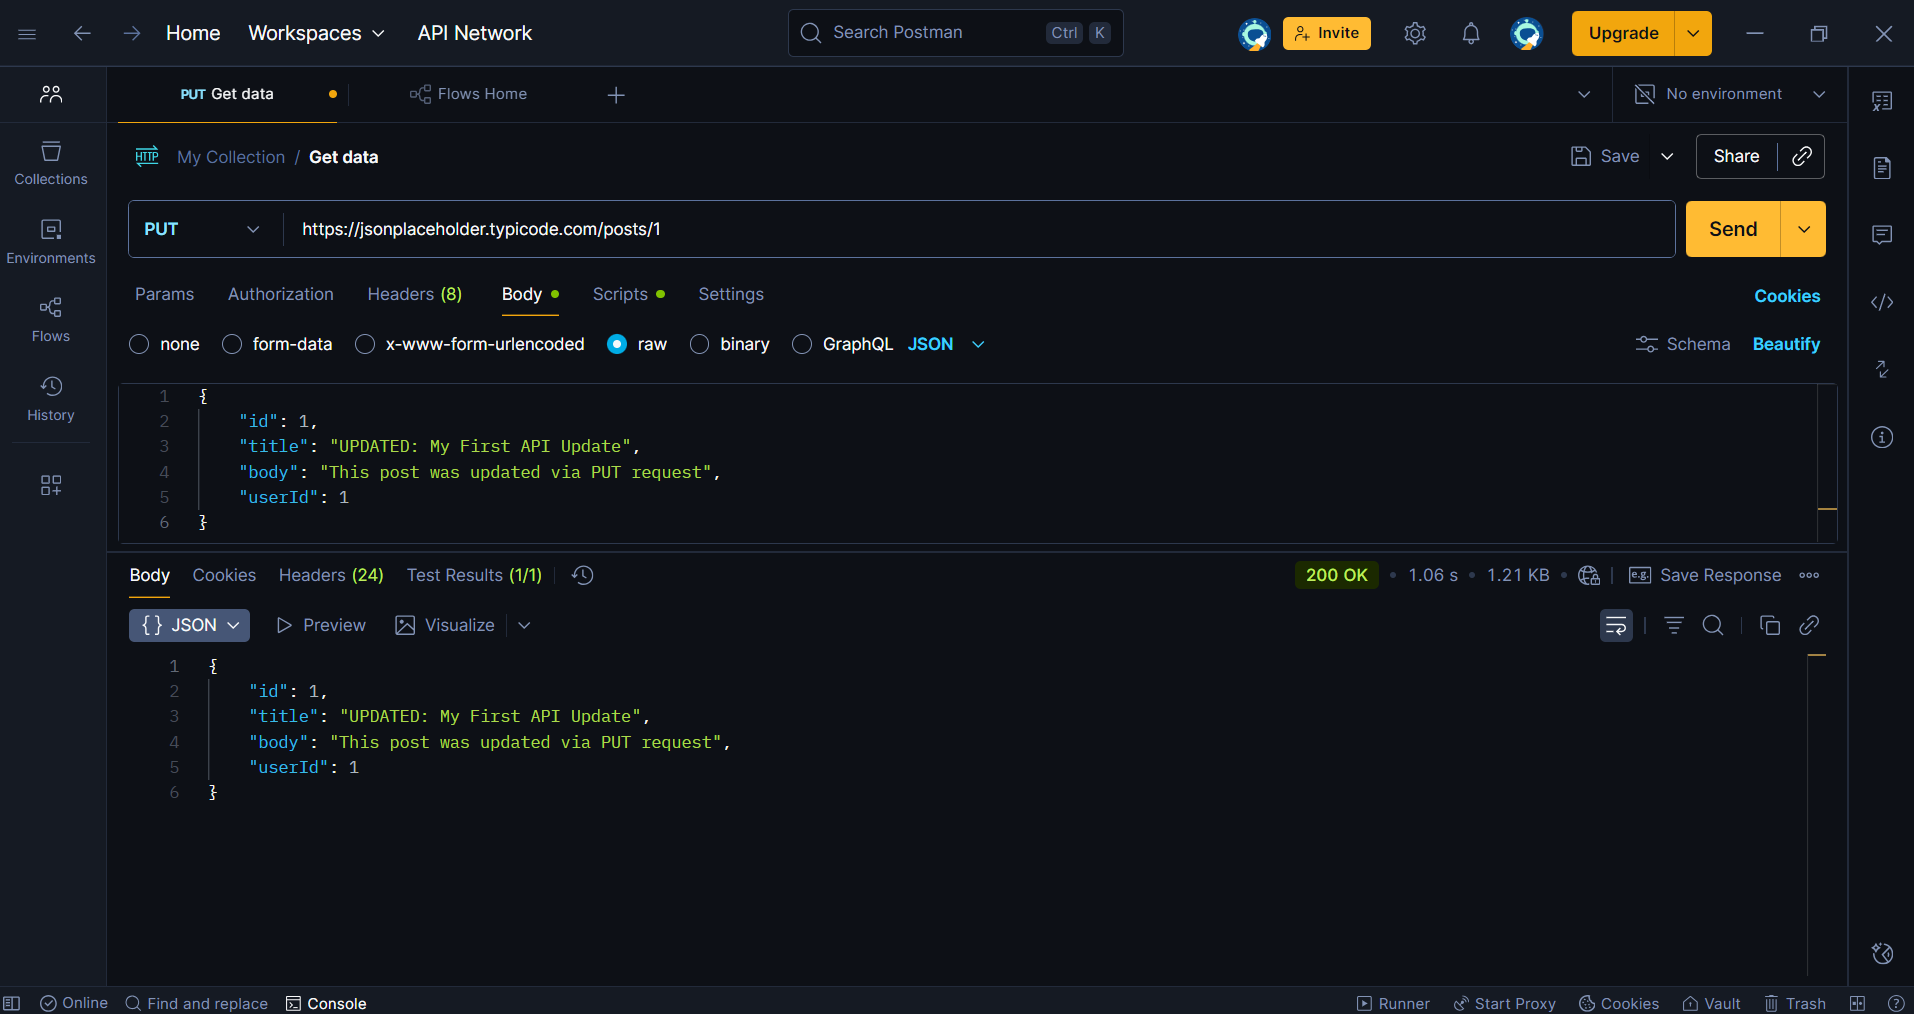 Home Workspaces API Network Search Postman Ctrl K Invite Upgrade
PUT Get data Flows Home No environment
Collections
Environments
Flows
History
HTTP My Collection / Get data Save Share
PUT https://jsonplaceholder.typicode.com/posts/1 Send
Params Authorization Headers (8) Body Scripts Settings Cookies
none form-data x-www-form-urlencoded raw binary GraphQL JSON Schema Beautify
1 {
2 "id": 1,
3 "title": "UPDATED: My First API Update",
4 "body": "This post was updated via PUT request",
5 "userId": 1
6 }
Body Cookies Headers (24) Test Results (1/1) 200 OK • 1.06 s • 1.21 KB • e.g. Save Response
{ } JSON Preview Visualize
1 {
2 "id": 1,
3 "title": "UPDATED: My First API Update",
4 "body": "This post was updated via PUT request",
5 "userId": 1
6 }
Online Find and replace Console Runner Start Proxy Cookies Vault Trash